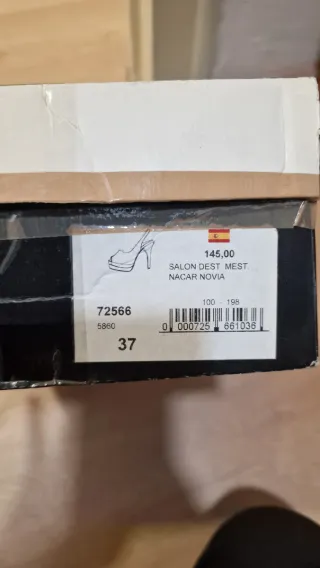 145,00
SALON DEST MEST
NACAR NOVIA
72566
5860
37
100 - 198
0 000725 661036